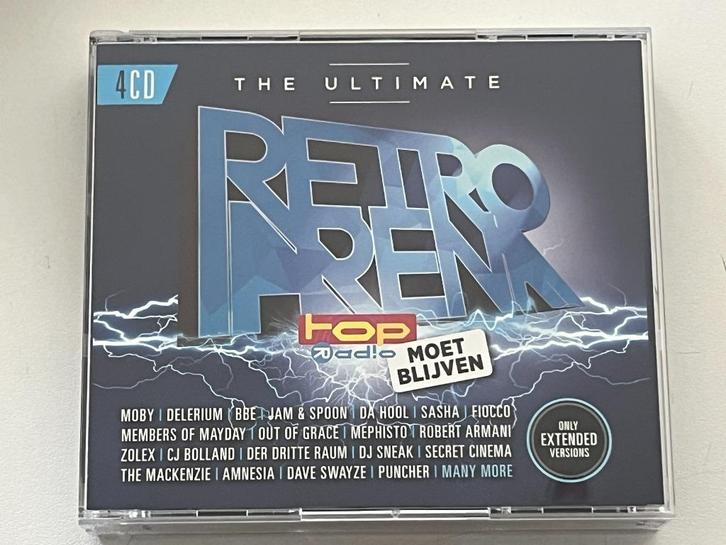 4CD
THE ULTIMATE
RETRO
ARENA
TOP
Radio
MOET
BLIJVEN
MOBY | DELERIUM | BBE | JAM & SPOON | DA HOOL | SASHA | FIOCCO
MEMBERS OF MAYDAY | OUT OF GRACE | MEPHISTO | ROBERT ARMANI
ZOLEX | CJ BOLLAND | DER DRITTE RAUM | DJ SNEAK | SECRET CINEMA
THE MACKENZIE | AMNESIA | DAVE SWAYZE | PUNCHER | MANY MORE
ONLY
EXTENDED
VERSIONS